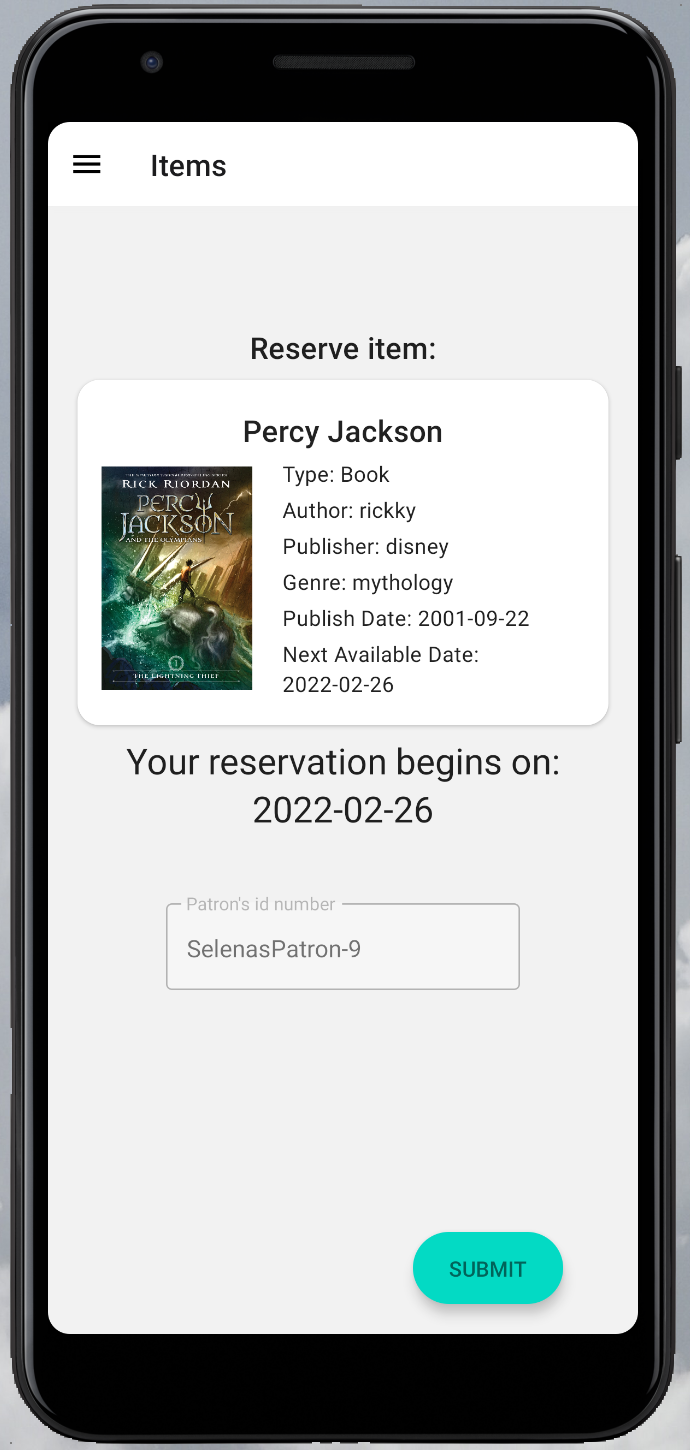 Items
Reserve item:
Percy Jackson
RICK RIORDAN
PERCY
JACKSON
AND THE OLYMPIANS
1
THE LIGHTNING THIEF
Type: Book
Author: rickky
Publisher: disney
Genre: mythology
Publish Date: 2001-09-22
Next Available Date:
2022-02-26
Your reservation begins on:
2022-02-26
Patron's id number
SelenasPatron-9
SUBMIT